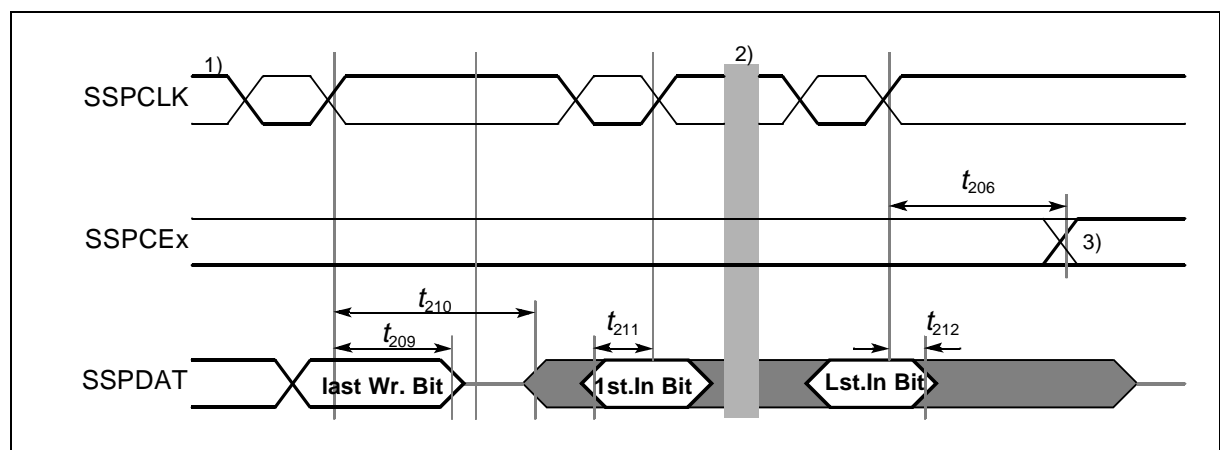 1)
2)
SSPCLK
t206
SSPCEx
3)
t210
t209
t211
t212
SSPDAT
last Wr. Bit
1st.In Bit
Lst.In Bit